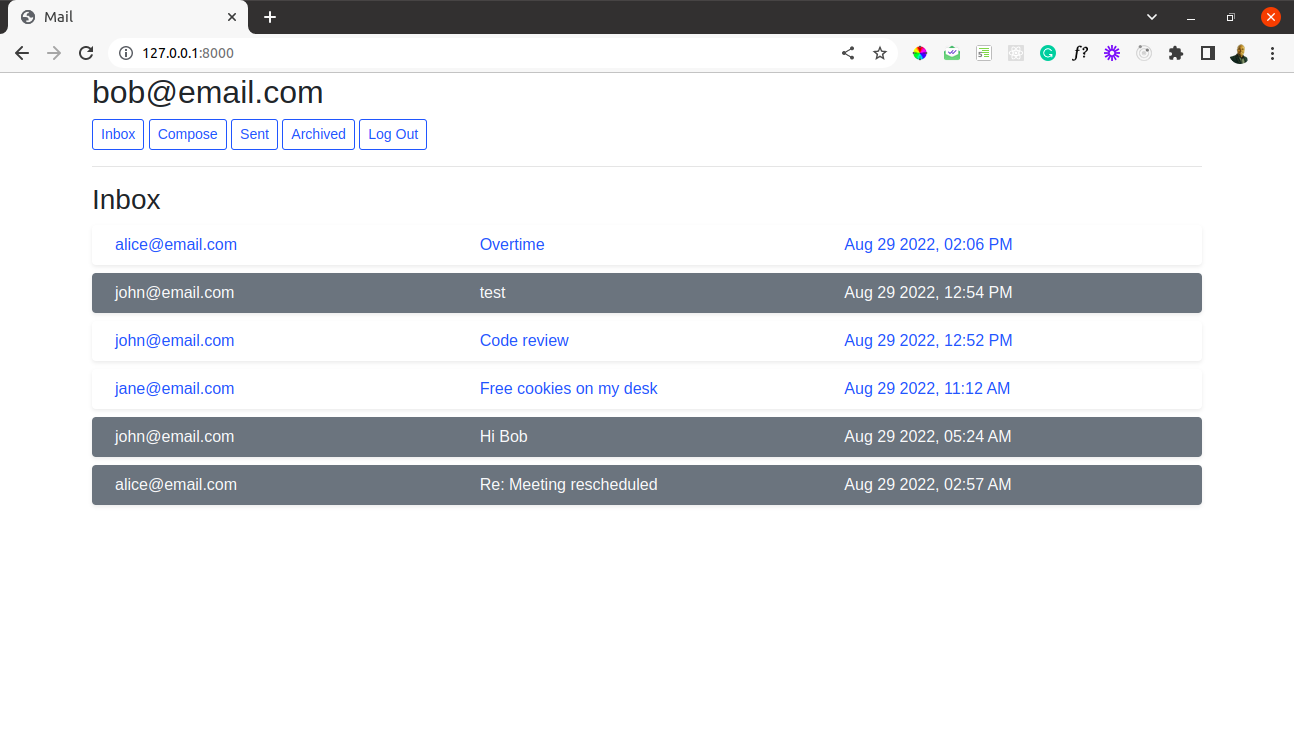 Mail
127.0.0.1:8000
f?
bob@email.com
Inbox Compose Sent Archived Log Out
Inbox
alice@email.com Overtime Aug 29 2022, 02:06 PM
john@email.com test Aug 29 2022, 12:54 PM
john@email.com Code review Aug 29 2022, 12:52 PM
jane@email.com Free cookies on my desk Aug 29 2022, 11:12 AM
john@email.com Hi Bob Aug 29 2022, 05:24 AM
alice@email.com Re: Meeting rescheduled Aug 29 2022, 02:57 AM